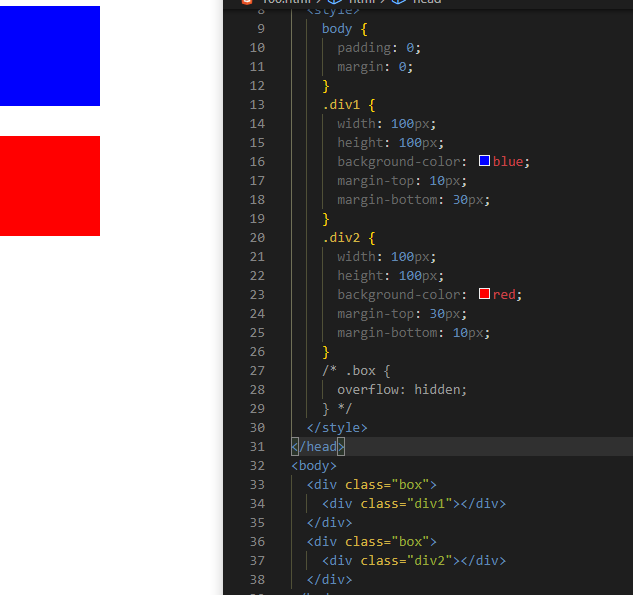 100.html > html > head
8 <style>
9 body {
10 padding: 0;
11 margin: 0;
12 }
13 .div1 {
14 width: 100px;
15 height: 100px;
16 background-color: blue;
17 margin-top: 10px;
18 margin-bottom: 30px;
19 }
20 .div2 {
21 width: 100px;
22 height: 100px;
23 background-color: red;
24 margin-top: 30px;
25 margin-bottom: 10px;
26 }
27 /* .box {
28 overflow: hidden;
29 } */
30 </style>
31 </head>
32 <body>
33 <div class="box">
34 <div class="div1"></div>
35 </div>
36 <div class="box">
37 <div class="div2"></div>
38 </div>